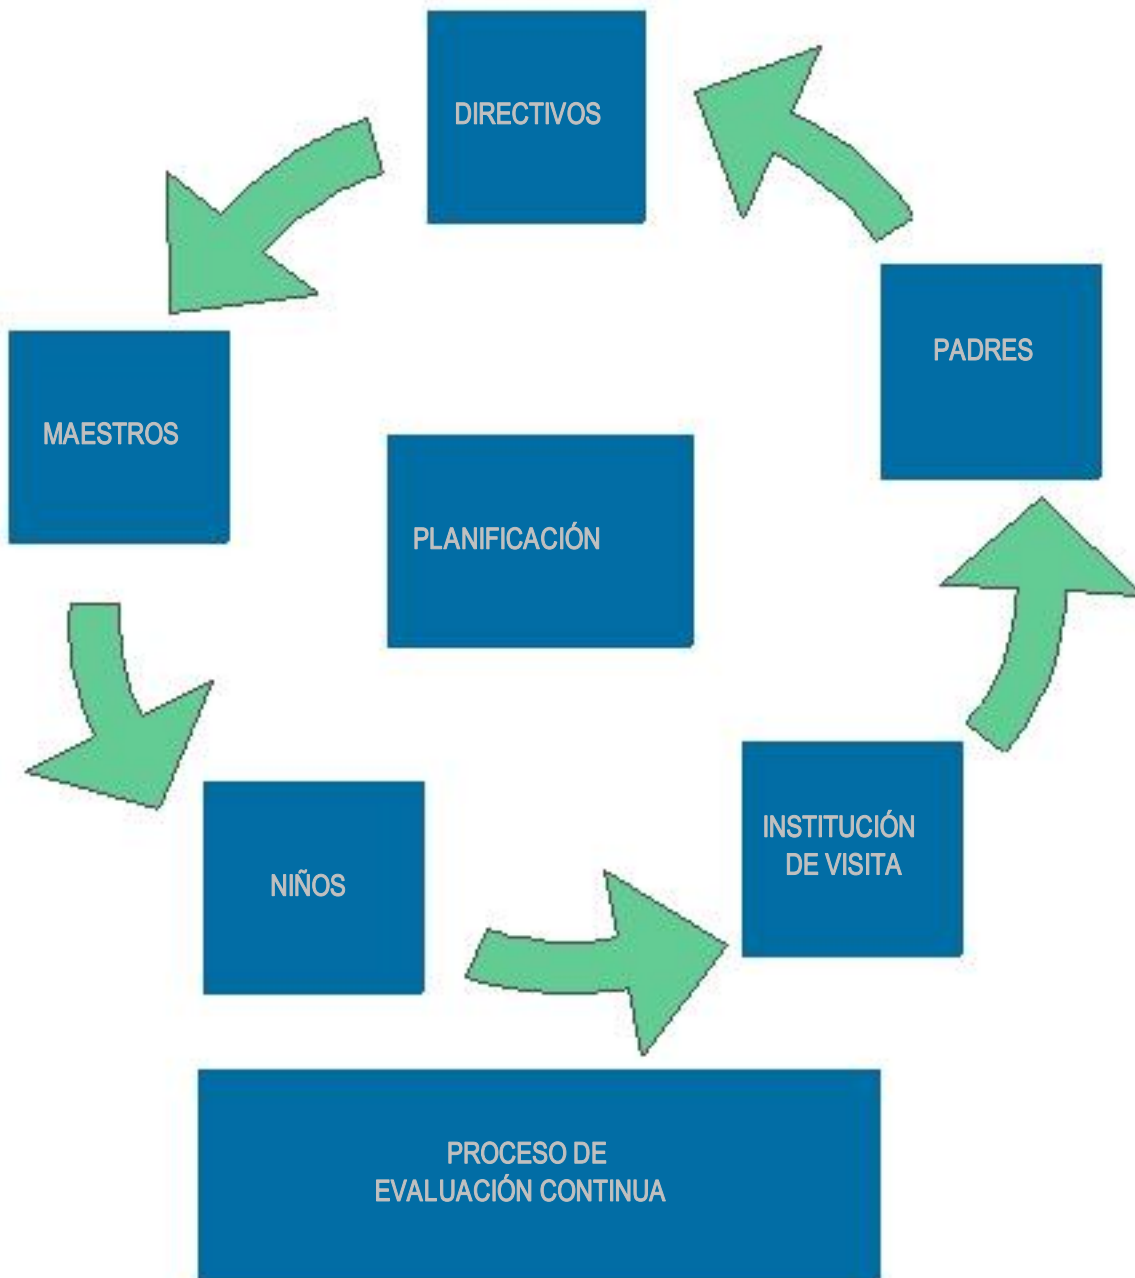 DIRECTIVOS
PADRES
MAESTROS
PLANIFICACIÓN
INSTITUCIÓN
DE VISITA
NIÑOS
PROCESO DE
EVALUACIÓN CONTINUA